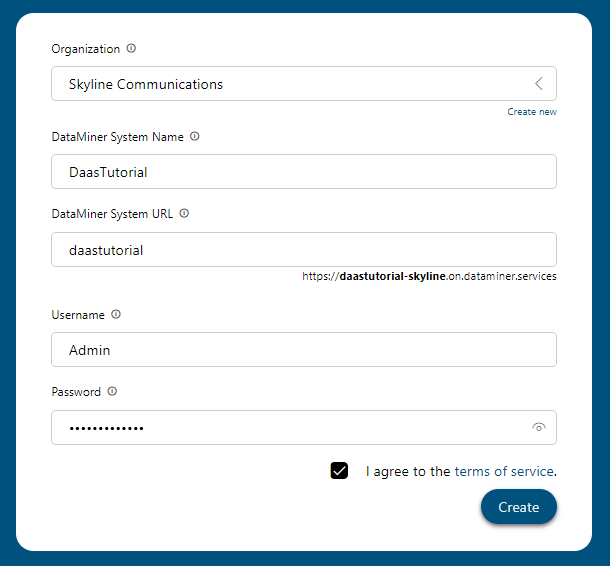 Organization
Skyline Communications
Create new
DataMiner System Name
DaasTutorial
DataMiner System URL
daastutorial
https://daastutorial-skyline.on.dataminer.services
Username
Admin
Password
•••••••••••••
I agree to the terms of service.
Create